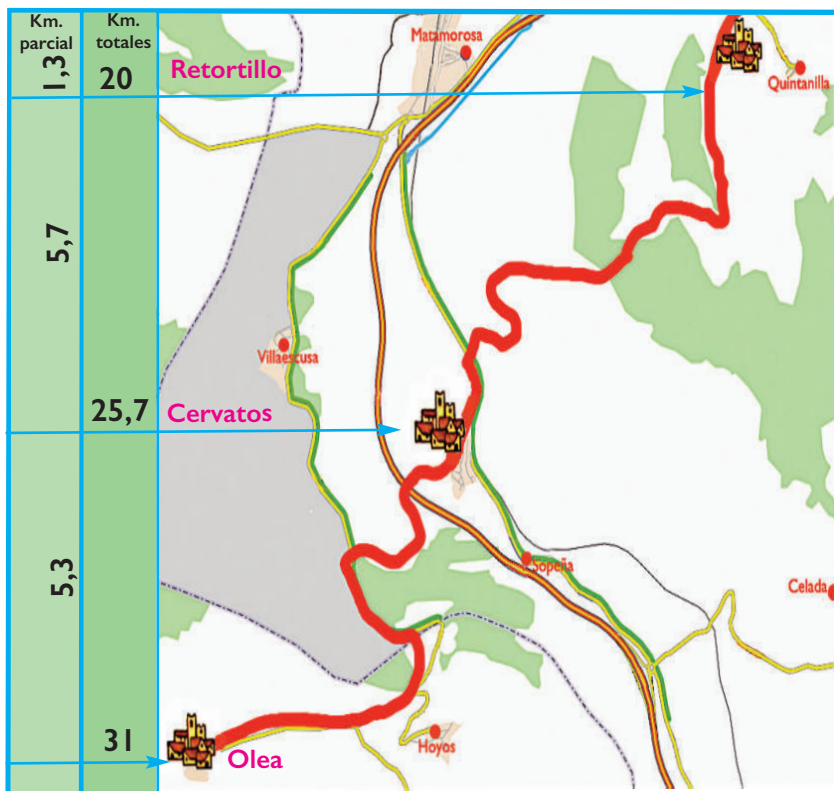 Km.
parcial
Km.
totales
1,3
20
Retortillo
Matamorosa
Quintanilla
5,7
Villaescusa
25,7
Cervatos
5,3
Sopeña
Celada
31
Olea
Hoyos